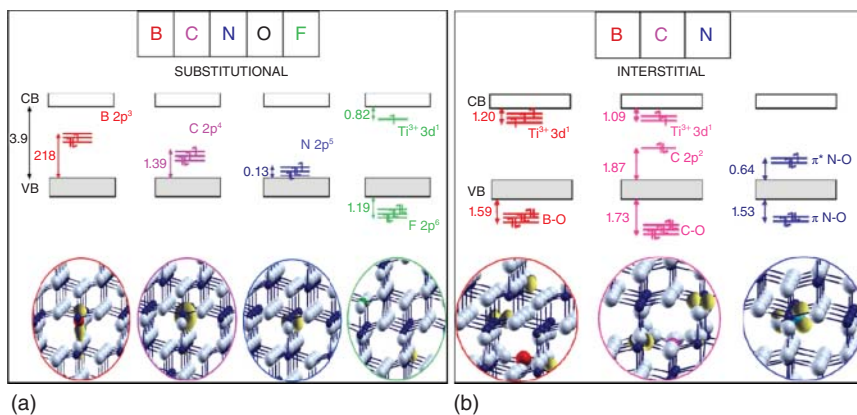 B C N O F
SUBSTITUTIONAL
CB
3.9
VB
B 2p³
218
C 2p⁴
1.39
N 2p⁵
0.13
0.82
Ti³⁺ 3d¹
1.19
F 2p⁶
(a)
B C N
INTERSTITIAL
CB
1.20
Ti³⁺ 3d¹
VB
1.59
B-O
1.09
Ti³⁺ 3d¹
C 2p²
1.87
1.73
C-O
0.64
π* N-O
1.53
π N-O
(b)